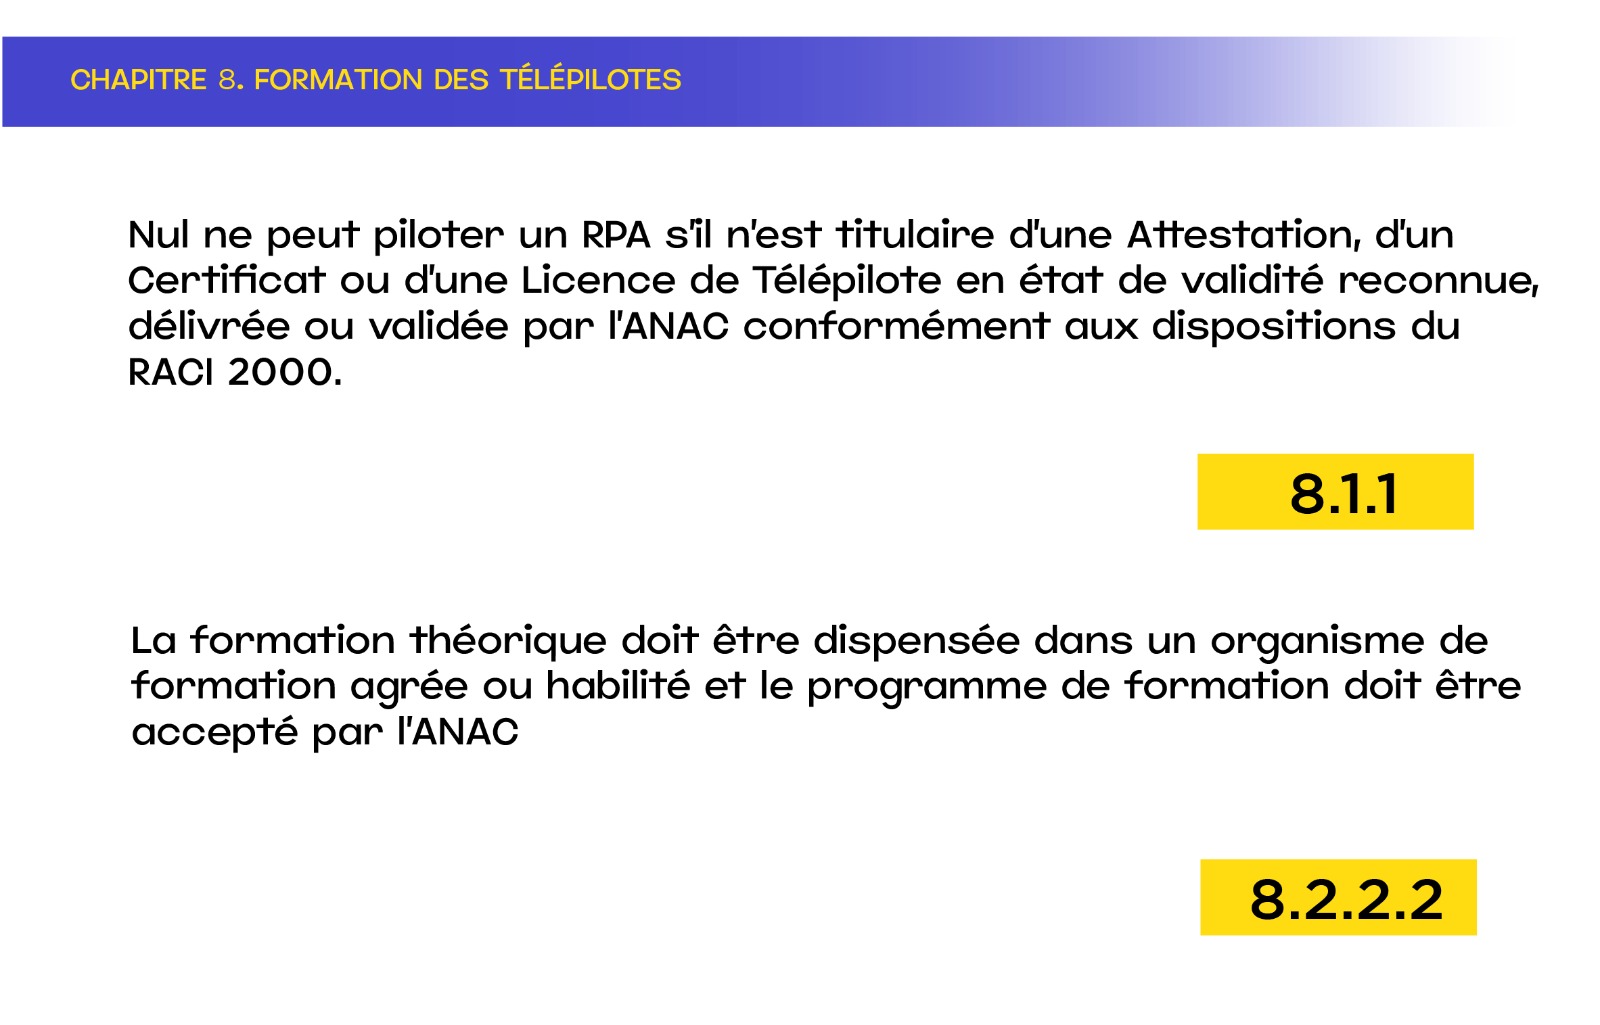 CHAPITRE 8. FORMATION DES TÉLÉPILOTES
Nul ne peut piloter un RPA s'il n'est titulaire d'une Attestation, d'un
Certificat ou d'une Licence de Télépilote en état de validité reconnue,
délivrée ou validée par l'ANAC conformément aux dispositions du
RACI 2000.
8.1.1
La formation théorique doit être dispensée dans un organisme de
formation agrée ou habilité et le programme de formation doit être
accepté par l'ANAC
8.2.2.2